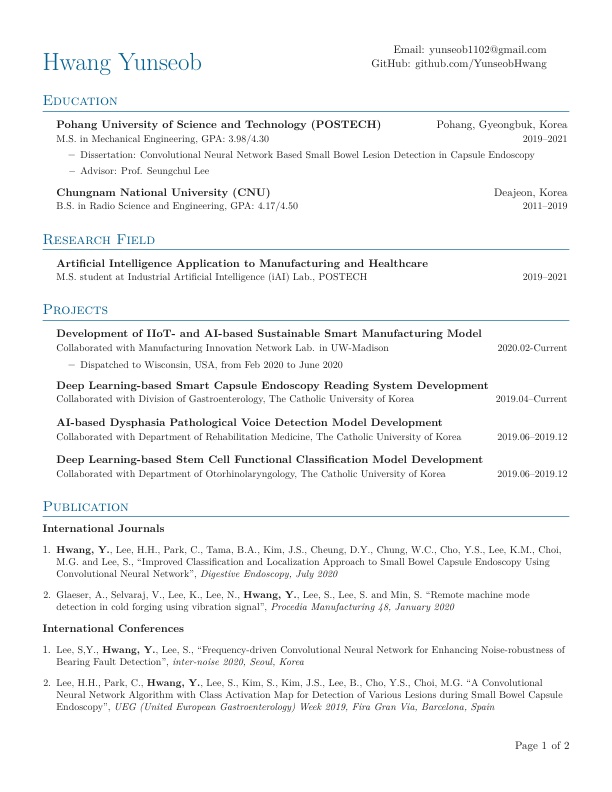 Hwang Yunseob
Email: yunseob1102@gmail.com
GitHub: github.com/YunseobHwang
Education
Pohang University of Science and Technology (POSTECH) Pohang, Gyeongbuk, Korea
M.S. in Mechanical Engineering, GPA: 3.98/4.30 2019–2021
– Dissertation: Convolutional Neural Network Based Small Bowel Lesion Detection in Capsule Endoscopy
– Advisor: Prof. Seungchul Lee
Chungnam National University (CNU) Deajeon, Korea
B.S. in Radio Science and Engineering, GPA: 4.17/4.50 2011–2019
Research Field
Artificial Intelligence Application to Manufacturing and Healthcare
M.S. student at Industrial Artificial Intelligence (iAI) Lab., POSTECH 2019–2021
Projects
Development of IIoT- and AI-based Sustainable Smart Manufacturing Model
Collaborated with Manufacturing Innovation Network Lab. in UW-Madison 2020.02-Current
– Dispatched to Wisconsin, USA, from Feb 2020 to June 2020
Deep Learning-based Smart Capsule Endoscopy Reading System Development
Collaborated with Division of Gastroenterology, The Catholic University of Korea 2019.04–Current
AI-based Dysphasia Pathological Voice Detection Model Development
Collaborated with Department of Rehabilitation Medicine, The Catholic University of Korea 2019.06–2019.12
Deep Learning-based Stem Cell Functional Classification Model Development
Collaborated with Department of Otorhinolaryngology, The Catholic University of Korea 2019.06–2019.12
Publication
International Journals
1. Hwang, Y., Lee, H.H., Park, C., Tama, B.A., Kim, J.S., Cheung, D.Y., Chung, W.C., Cho, Y.S., Lee, K.M., Choi,
M.G. and Lee, S., “Improved Classification and Localization Approach to Small Bowel Capsule Endoscopy Using
Convolutional Neural Network”, Digestive Endoscopy, July 2020
2. Glaeser, A., Selvaraj, V., Lee, K., Lee, N., Hwang, Y., Lee, S., Lee, S. and Min, S. “Remote machine mode
detection in cold forging using vibration signal”, Procedia Manufacturing 48, January 2020
International Conferences
1. Lee, S,Y., Hwang, Y., Lee, S., “Frequency-driven Convolutional Neural Network for Enhancing Noise-robustness of
Bearing Fault Detection”, inter-noise 2020, Seoul, Korea
2. Lee, H.H., Park, C., Hwang, Y., Lee, S., Kim, S., Kim, J.S., Lee, B., Cho, Y.S., Choi, M.G. “A Convolutional
Neural Network Algorithm with Class Activation Map for Detection of Various Lesions during Small Bowel Capsule
Endoscopy”, UEG (United European Gastroenterology) Week 2019, Fira Gran Via, Barcelona, Spain
Page 1 of 2